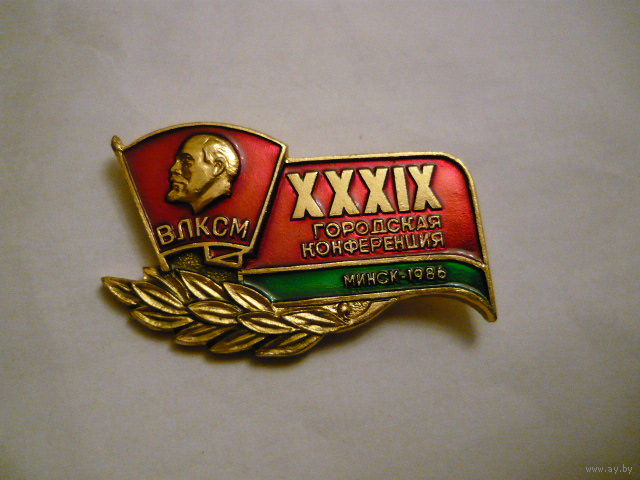 ВЛКСМ
XXXIX
ГОРОДСКАЯ
КОНФЕРЕНЦИЯ
МИНСК-1986
www.ay.by